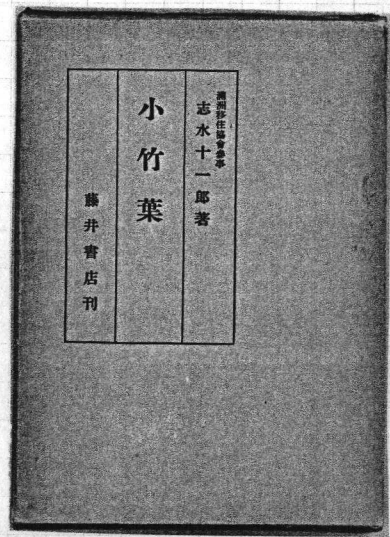 満洲移住協會參事
志水十一郎著
小竹葉
藤井書店刊